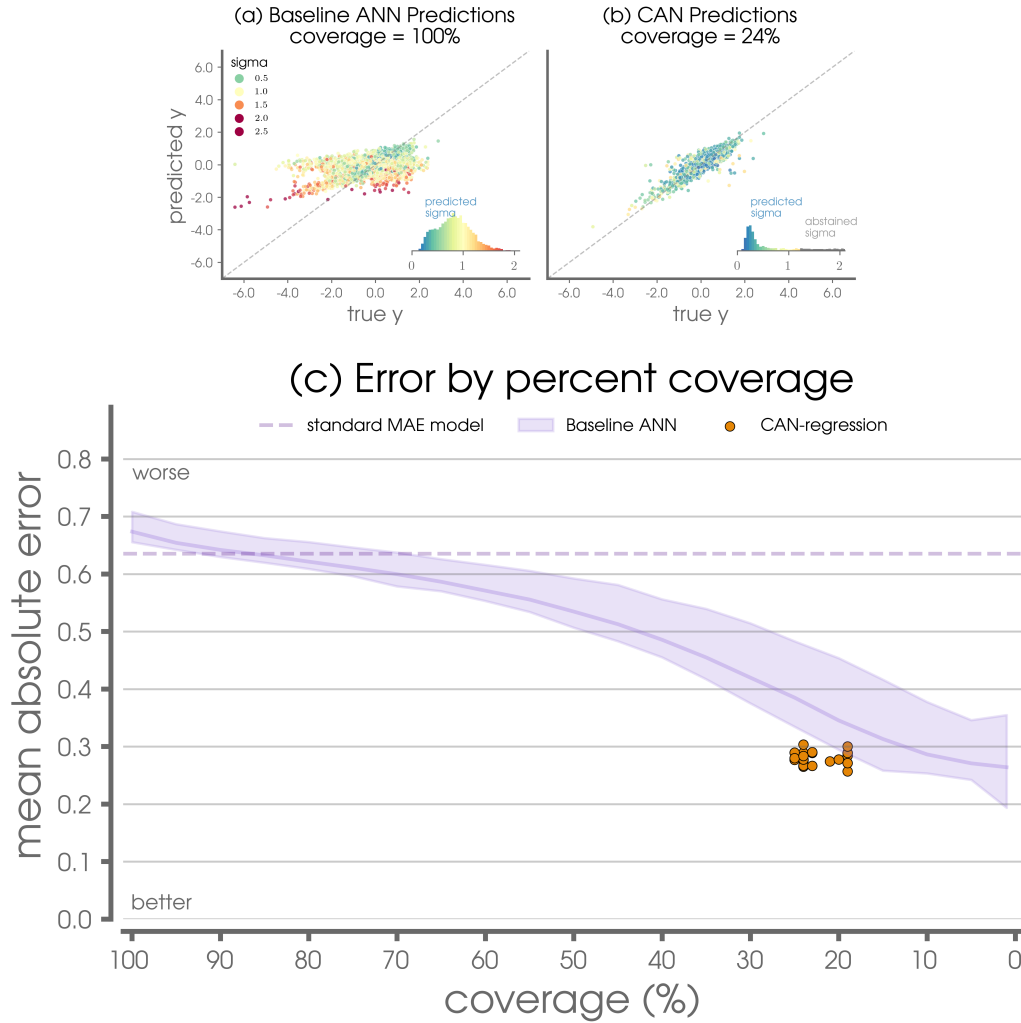 (a) Baseline ANN Predictions
coverage = 100%
(b) CAN Predictions
coverage = 24%
predicted y
6.0
4.0
2.0
0.0
-2.0
-4.0
-6.0
sigma
0.5
1.0
1.5
2.0
2.5
predicted
sigma
0 1 2
-6.0 -4.0 -2.0 0.0 2.0 4.0 6.0
true y
predicted
sigma
abstained
sigma
0 1 2
-6.0 -4.0 -2.0 0.0 2.0 4.0 6.0
true y
(c) Error by percent coverage
standard MAE model Baseline ANN CAN-regression
mean absolute error
0.8
0.7
0.6
0.5
0.4
0.3
0.2
0.1
0.0
worse
better
100 90 80 70 60 50 40 30 20 10 0
coverage (%)